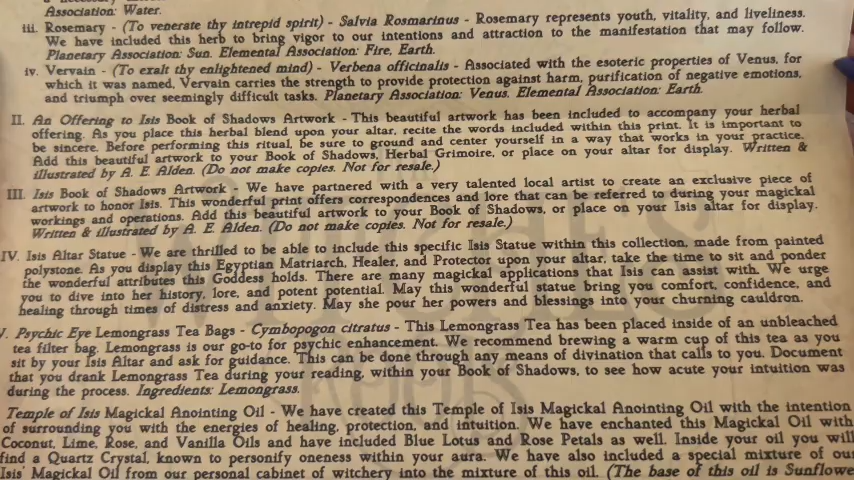 Association: Water.
iii. Rosemary - (To venerate thy intrepid spirit) - Salvia Rosmarinus - Rosemary represents youth, vitality, and liveliness.
We have included this herb to bring vigor to our intentions and attraction to the manifestation that may follow.
Planetary Association: Sun. Elemental Association: Fire, Earth.
iv. Vervain - (To exalt thy enlightened mind) - Verbena officinalis - Associated with the esoteric properties of Venus, for
which it was named, Vervain carries the strength to provide protection against harm, purification of negative emotions,
and triumph over seemingly difficult tasks. Planetary Association: Venus. Elemental Association: Earth.
II. An Offering to Isis Book of Shadows Artwork - This beautiful artwork has been included to accompany your herbal
offering. As you place this herbal blend upon your altar, recite the words included within this print. It is important to
be sincere. Before performing this ritual, be sure to ground and center yourself in a way that works in your practice.
Add this beautiful artwork to your Book of Shadows, Herbal Grimoire, or place on your altar for display. Written &
illustrated by A. E. Alden. (Do not make copies. Not for resale.)
III. Isis Book of Shadows Artwork - We have partnered with a very talented local artist to create an exclusive piece of
artwork to honor Isis. This wonderful print offers correspondences and lore that can be referred to during your magickal
workings and operations. Add this beautiful artwork to your Book of Shadows, or place on your Isis altar for display.
Written & illustrated by A. E. Alden. (Do not make copies. Not for resale.)
IV. Isis Altar Statue - We are thrilled to be able to include this specific Isis Statue within this collection, made from painted
polystone. As you display this Egyptian Matriarch, Healer, and Protector upon your altar, take the time to sit and ponder
the wonderful attributes this Goddess holds. There are many magickal applications that Isis can assist with. We urge
you to dive into her history, lore, and potent potential. May this wonderful statue bring you comfort, confidence, and
healing through times of distress and anxiety. May she pour her powers and blessings into your churning cauldron.
V. Psychic Eye Lemongrass Tea Bags - Cymbopogon citratus - This Lemongrass Tea has been placed inside of an unbleached
tea filter bag. Lemongrass is our go-to for psychic enhancement. We recommend brewing a warm cup of this tea as you
sit by your Isis Altar and ask for guidance. This can be done through any means of divination that calls to you. Document
that you drank Lemongrass Tea during your reading, within your Book of Shadows, to see how acute your intuition was
during the process. Ingredients: Lemongrass.
Temple of Isis Magickal Anointing Oil - We have created this Temple of Isis Magickal Anointing Oil with the intention
of surrounding you with the energies of healing, protection, and intuition. We have enchanted this Magickal Oil with
Coconut, Lime, Rose, and Vanilla Oils and have included Blue Lotus and Rose Petals as well. Inside your oil you will
find a Quartz Crystal, known to personify oneness within your aura. We have also included a special mixture of our
Isis' Magickal Oil from our personal cabinet of witchery into the mixture of this oil. (The base of this oil is Sunflowe